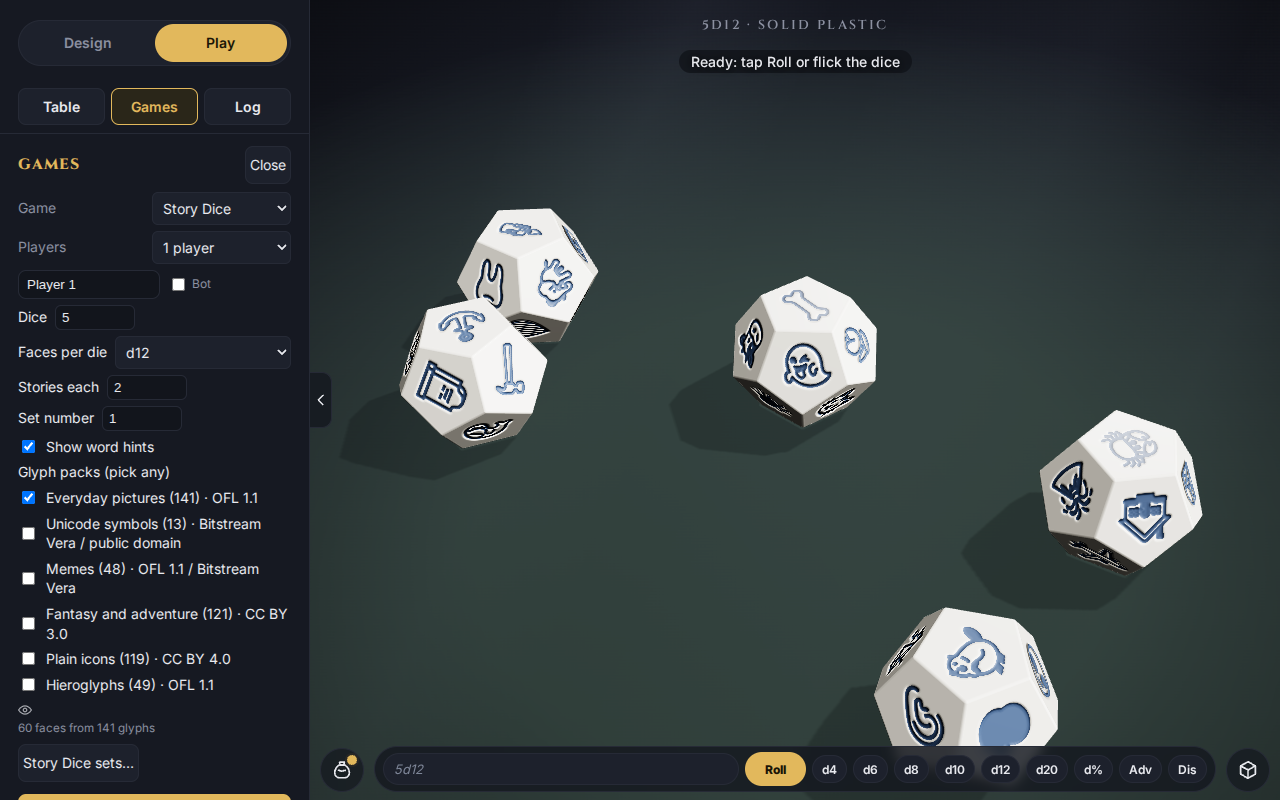 Design
Play
5D12 · SOLID PLASTIC
Ready: tap Roll or flick the dice
Table
Games
Log
GAMES
Close
Game
Story Dice
Players
1 player
Player 1
Bot
Dice
5
Faces per die
d12
Stories each
2
Set number
1
Show word hints
Glyph packs (pick any)
Everyday pictures (141) · OFL 1.1
Unicode symbols (13) · Bitstream
Vera / public domain
Memes (48) · OFL 1.1 / Bitstream
Vera
Fantasy and adventure (121) · CC BY
3.0
Plain icons (119) · CC BY 4.0
Hieroglyphs (49) · OFL 1.1
60 faces from 141 glyphs
Story Dice sets...
5d12
Roll
d4
d6
d8
d10
d12
d20
d%
Adv
Dis